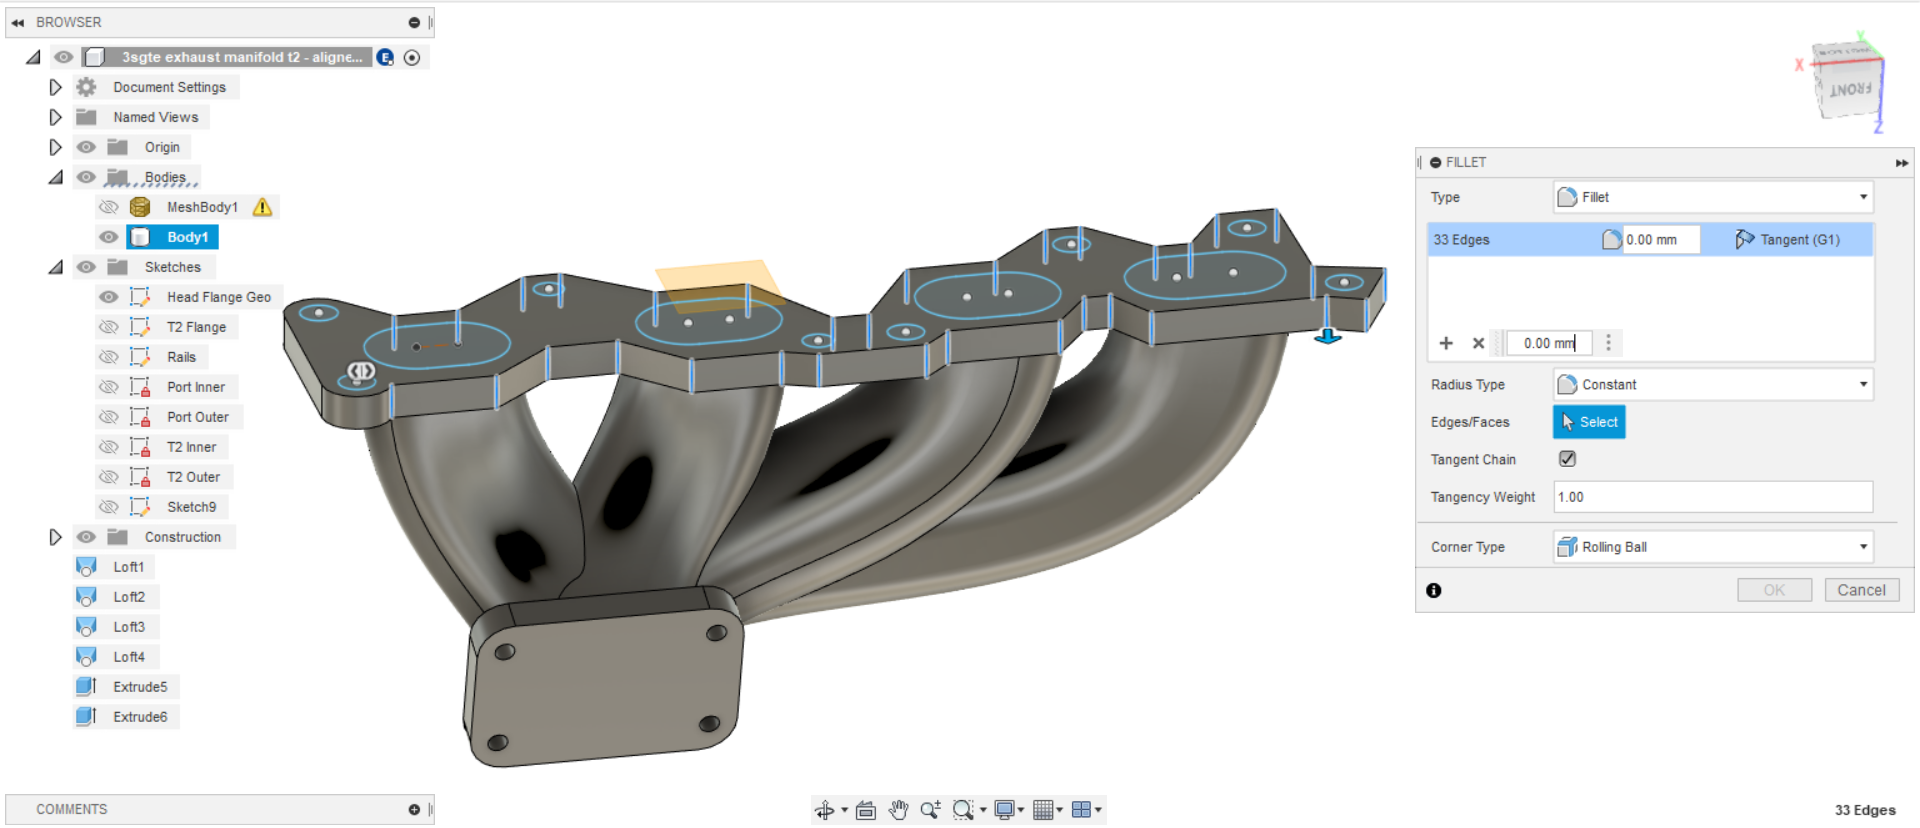 BROWSER
3sgte exhaust manifold t2 - aligne...
E
Document Settings
Named Views
Origin
Bodies
MeshBody1
Body1
Sketches
Head Flange Geo
T2 Flange
Rails
Port Inner
Port Outer
T2 Inner
T2 Outer
Sketch9
Construction
Loft1
Loft2
Loft3
Loft4
Extrude5
Extrude6
COMMENTS
Y
X
FRONT
Z
FILLET
Type
Fillet
33 Edges
0.00 mm
Tangent (G1)
0.00 mm
Radius Type
Constant
Edges/Faces
Select
Tangent Chain
Tangency Weight
1.00
Corner Type
Rolling Ball
OK
Cancel
33 Edges